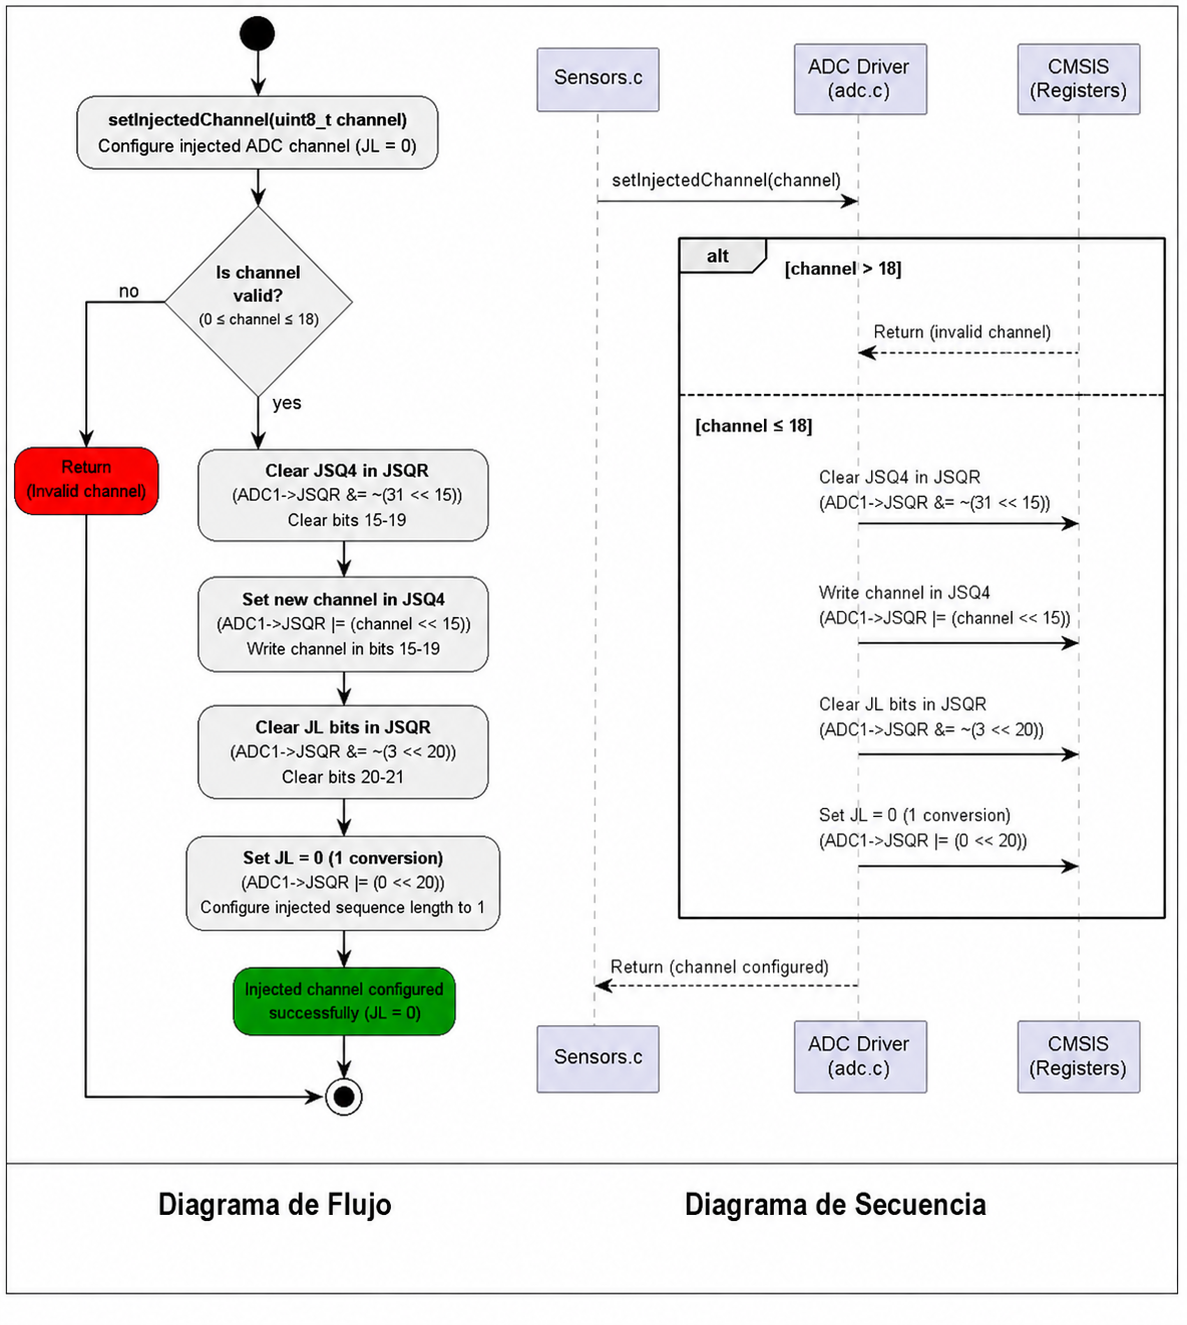 setInjectedChannel(uint8_t channel)
Configure injected ADC channel (JL = 0)
Is channel
valid?
(0 ≤ channel ≤ 18)
no
yes
Return
(Invalid channel)
Clear JSQ4 in JSQR
(ADC1->JSQR &= ~(31 << 15))
Clear bits 15-19
Set new channel in JSQ4
(ADC1->JSQR |= (channel << 15))
Write channel in bits 15-19
Clear JL bits in JSQR
(ADC1->JSQR &= ~(3 << 20))
Clear bits 20-21
Set JL = 0 (1 conversion)
(ADC1->JSQR |= (0 << 20))
Configure injected sequence length to 1
Injected channel configured
successfully (JL = 0)
Diagrama de Flujo
Sensors.c
ADC Driver
(adc.c)
CMSIS
(Registers)
setInjectedChannel(channel)
alt
[channel > 18]
Return (invalid channel)
[channel ≤ 18]
Clear JSQ4 in JSQR
(ADC1->JSQR &= ~(31 << 15))
Write channel in JSQ4
(ADC1->JSQR |= (channel << 15))
Clear JL bits in JSQR
(ADC1->JSQR &= ~(3 << 20))
Set JL = 0 (1 conversion)
(ADC1->JSQR |= (0 << 20))
Return (channel configured)
Sensors.c
ADC Driver
(adc.c)
CMSIS
(Registers)
Diagrama de Secuencia